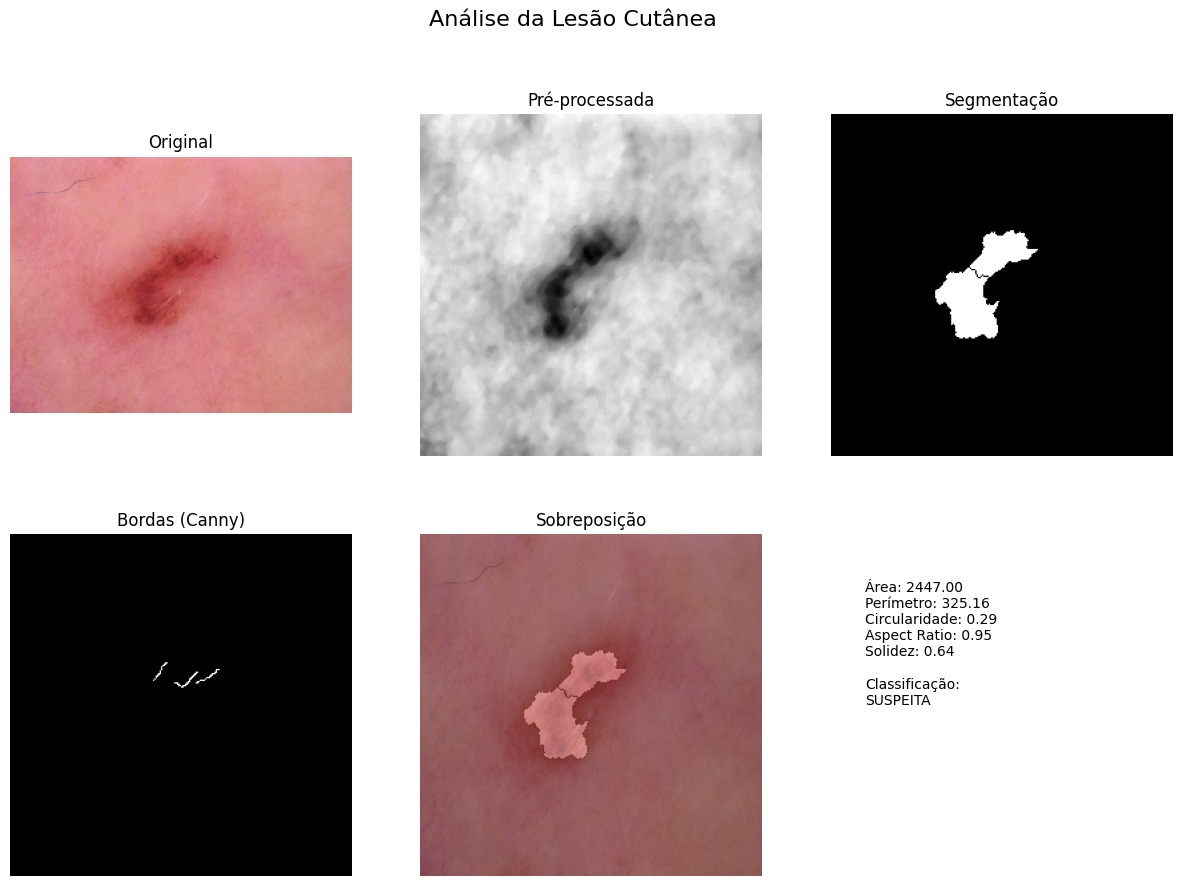 Análise da Lesão Cutânea
Original
Pré-processada
Segmentação
Bordas (Canny)
Sobreposição
Área: 2447.00
Perímetro: 325.16
Circularidade: 0.29
Aspect Ratio: 0.95
Solidez: 0.64
Classificação:
SUSPEITA